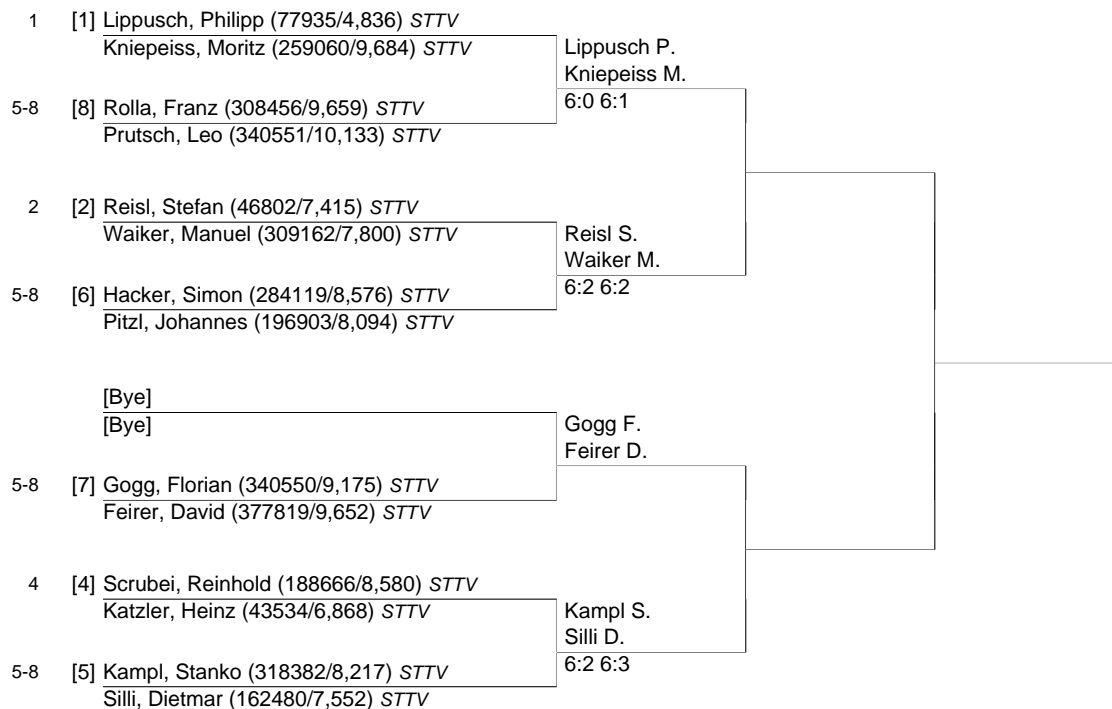 1 [1] Lippusch, Philipp (77935/4,836) STTV
Kniepeiss, Moritz (259060/9,684) STTV
Lippusch P.
Kniepeiss M.
6:0 6:1
5-8 [8] Rolla, Franz (308456/9,659) STTV
Prutsch, Leo (340551/10,133) STTV
2 [2] Reisl, Stefan (46802/7,415) STTV
Waiker, Manuel (309162/7,800) STTV
Reisl S.
Waiker M.
6:2 6:2
5-8 [6] Hacker, Simon (284119/8,576) STTV
Pitzl, Johannes (196903/8,094) STTV
[Bye]
[Bye]
Gogg F.
Feirer D.
5-8 [7] Gogg, Florian (340550/9,175) STTV
Feirer, David (377819/9,652) STTV
4 [4] Scrubei, Reinhold (188666/8,580) STTV
Katzler, Heinz (43534/6,868) STTV
Kampl S.
Silli D.
6:2 6:3
5-8 [5] Kampl, Stanko (318382/8,217) STTV
Silli, Dietmar (162480/7,552) STTV